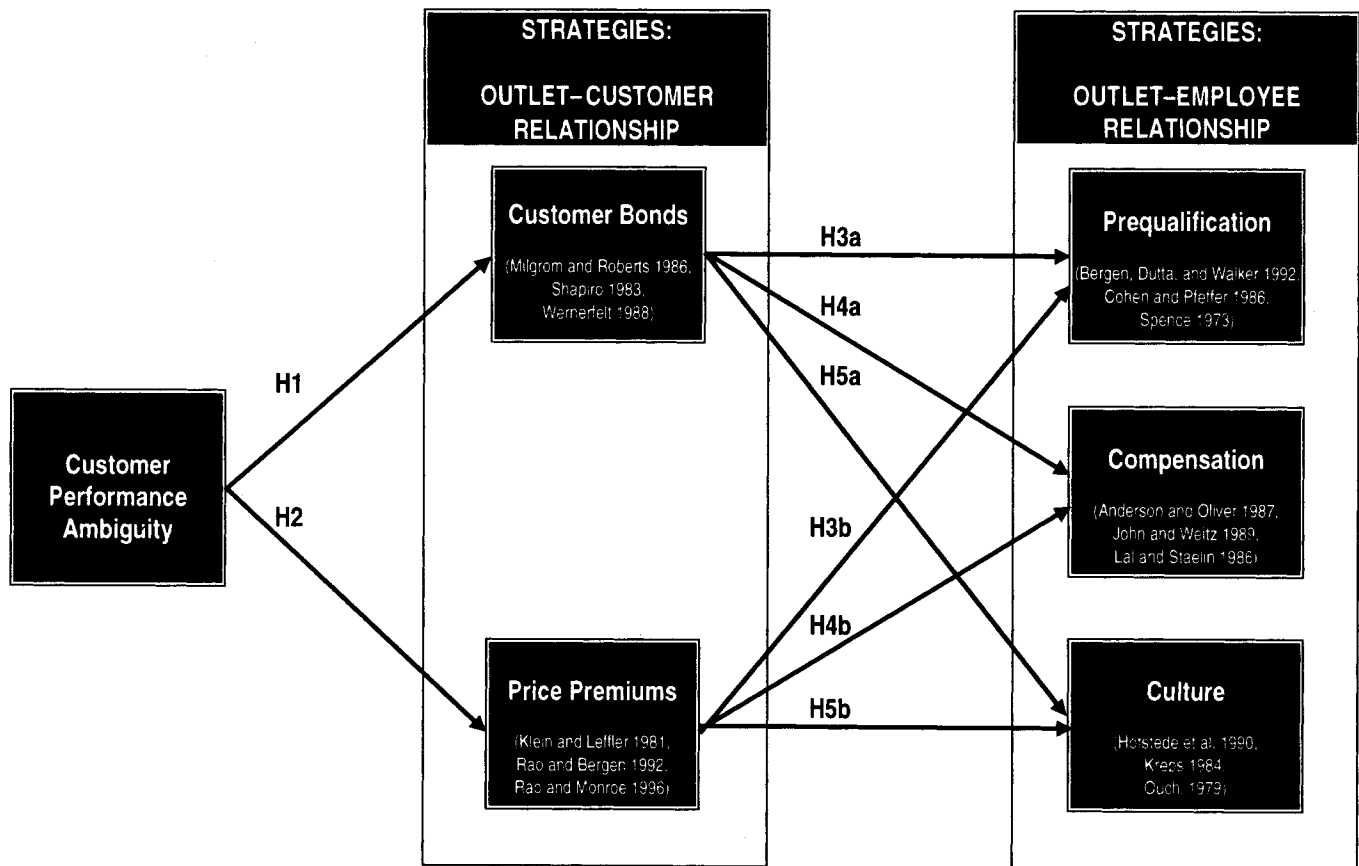 STRATEGIES:
OUTLET–CUSTOMER
RELATIONSHIP
STRATEGIES:
OUTLET–EMPLOYEE
RELATIONSHIP
Customer
Performance
Ambiguity
H1
H2
Customer Bonds
(Milgrom and Roberts 1986,
Shapiro 1983,
Wernerfelt 1988)
Price Premiums
(Klein and Leffler 1981,
Rao and Bergen 1992,
Rao and Monroe 1996)
H3a
H4a
H5a
H3b
H4b
H5b
Prequalification
(Bergen, Dutta, and Walker 1992,
Cohen and Pfeffer 1986,
Spence 1973)
Compensation
(Anderson and Oliver 1987,
John and Weitz 1989,
Lal and Staelin 1986)
Culture
(Hofstede et al. 1990,
Kreps 1984,
Ouchi 1979)